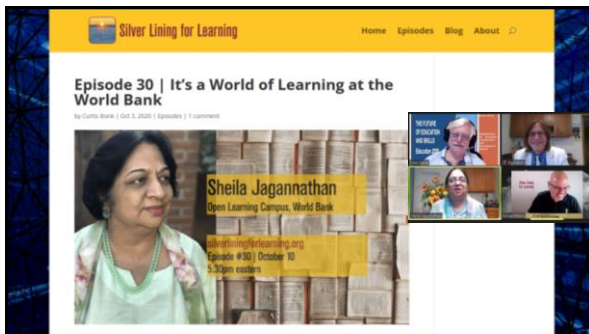 Silver Lining for Learning
Home Episodes Blog About
Episode 30 | It's a World of Learning at the
World Bank
by Curtis Bonk | Oct 3, 2020 | Episodes | 1 comment
Sheila Jagannathan
Open Learning Campus, World Bank
silverliningforlearning.org
Episode #30 | October 10
5:30pm eastern
THE FUTURE
OF EDUCATION
AND SKILLS